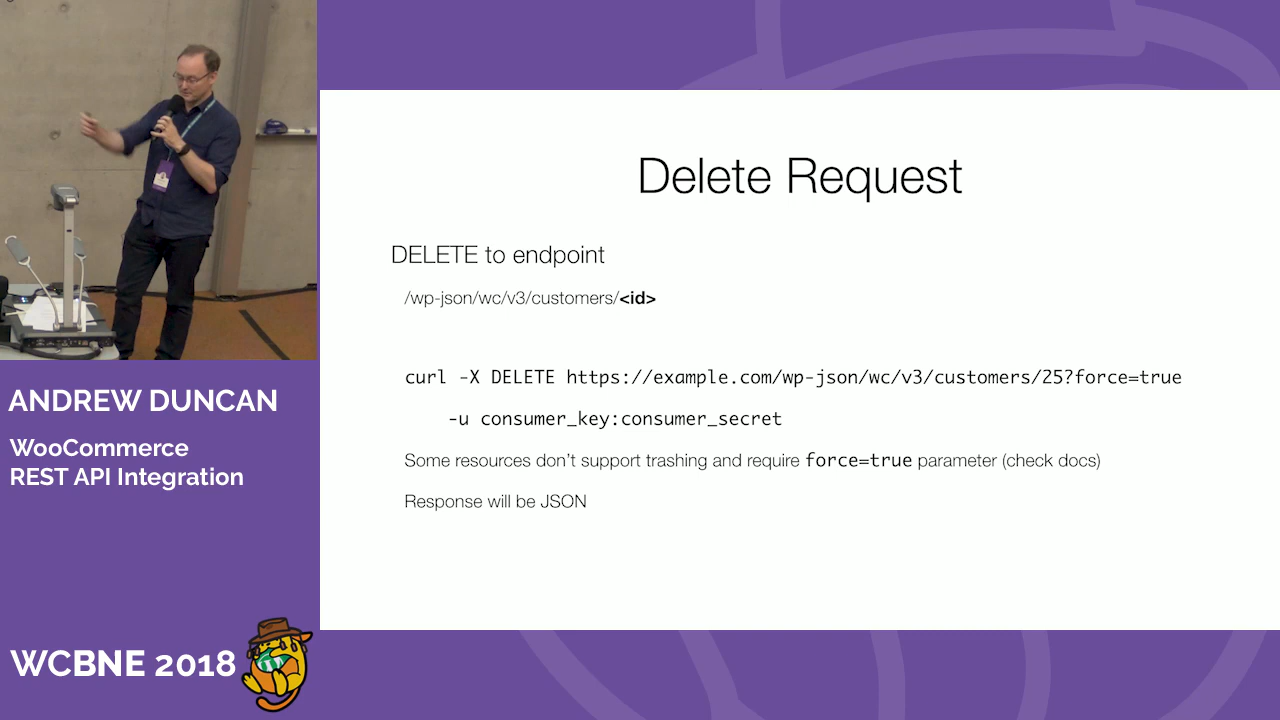 Delete Request
DELETE to endpoint
/wp-json/wc/v3/customers/<id>
curl -X DELETE https://example.com/wp-json/wc/v3/customers/25?force=true
-u consumer_key:consumer_secret
Some resources don't support trashing and require force=true parameter (check docs)
Response will be JSON
ANDREW DUNCAN
WooCommerce
REST API Integration
WCBNE 2018